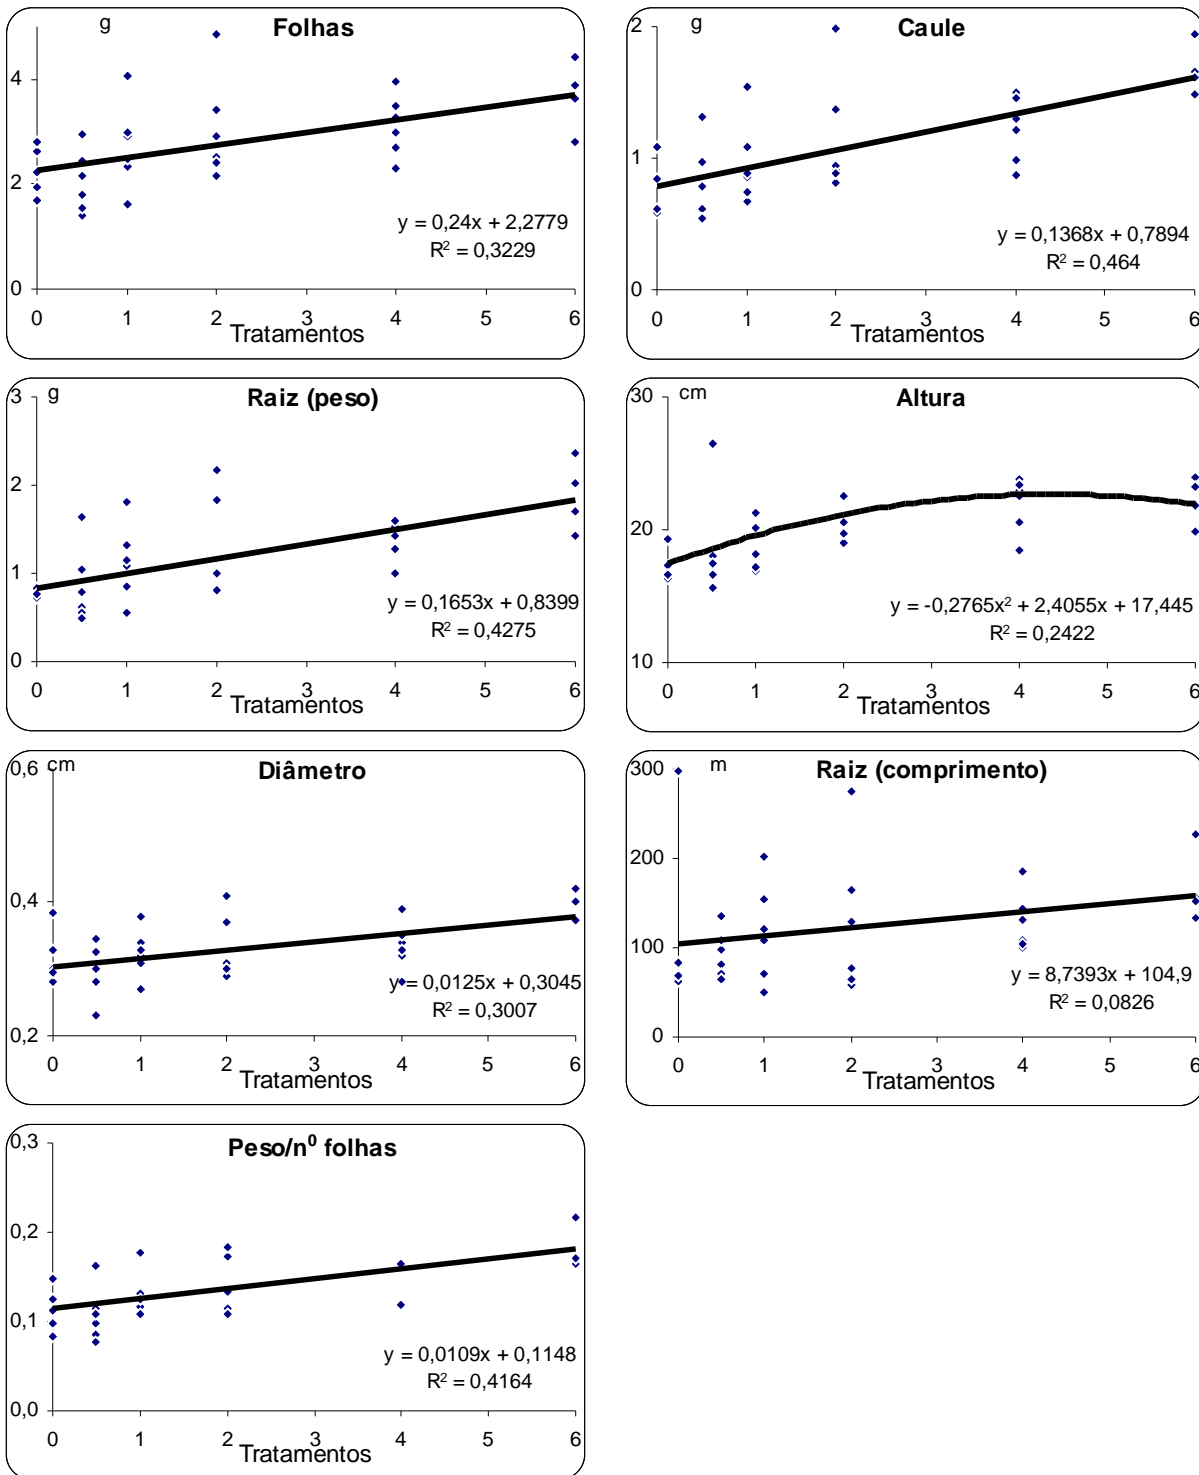 g Folhas
4
2
0
0 1 2 3 4 5 6
Tratamentos
y = 0,24x + 2,2779
R² = 0,3229
g Caule
2
1
0
0 1 2 3 4 5 6
Tratamentos
y = 0,1368x + 0,7894
R² = 0,464
g Raiz (peso)
3
2
1
0
0 1 2 3 4 5 6
Tratamentos
y = 0,1653x + 0,8399
R² = 0,4275
cm Altura
30
20
10
0 1 2 3 4 5 6
Tratamentos
y = -0,2765x² + 2,4055x + 17,445
R² = 0,2422
cm Diâmetro
0,6
0,4
0,2
0 1 2 3 4 5 6
Tratamentos
y = 0,0125x + 0,3045
R² = 0,3007
m Raiz (comprimento)
300
200
100
0
0 1 2 3 4 5 6
Tratamentos
y = 8,7393x + 104,9
R² = 0,0826
Peso/n⁰ folhas
0,3
0,2
0,1
0,0
0 1 2 3 4 5 6
Tratamentos
y = 0,0109x + 0,1148
R² = 0,4164